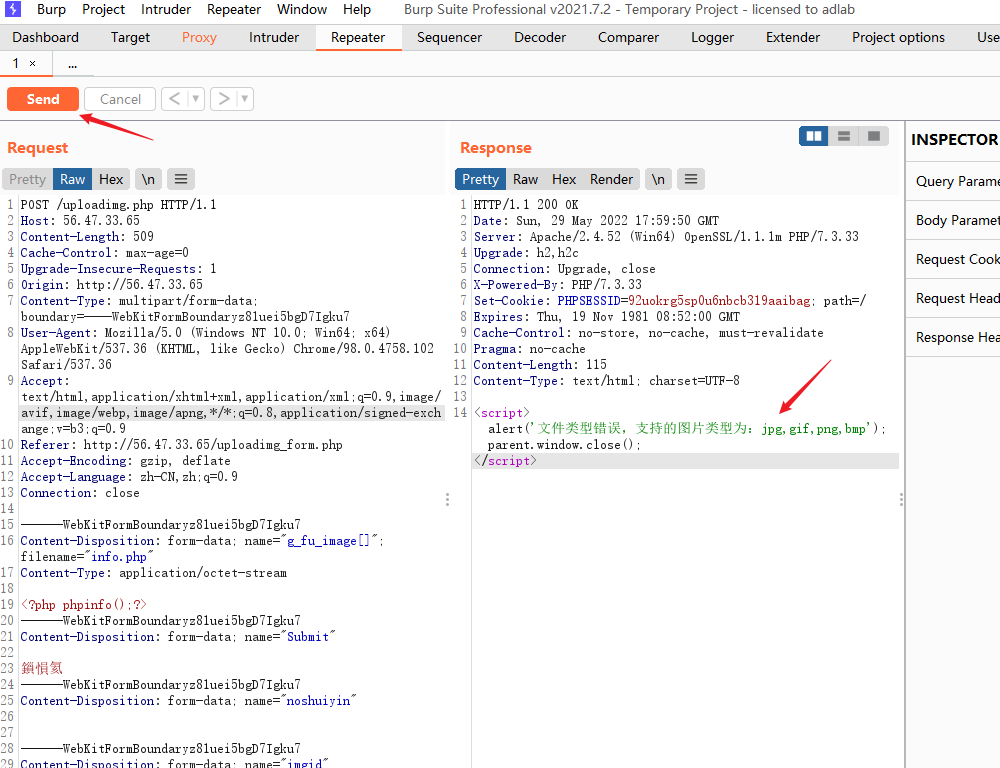 Burp Project Intruder Repeater Window Help Burp Suite Professional v2021.7.2 - Temporary Project - licensed to adlab
Dashboard Target Proxy Intruder Repeater Sequencer Decoder Comparer Logger Extender Project options Use
1 × ...
Send Cancel < ▼ > ▼
Request
Pretty Raw Hex \n
1 POST /uploadimg.php HTTP/1.1
2 Host: 56.47.33.65
3 Content-Length: 509
4 Cache-Control: max-age=0
5 Upgrade-Insecure-Requests: 1
6 Origin: http://56.47.33.65
7 Content-Type: multipart/form-data;
boundary=----WebKitFormBoundaryz81uei5bgD7Igku7
8 User-Agent: Mozilla/5.0 (Windows NT 10.0; Win64; x64)
AppleWebKit/537.36 (KHTML, like Gecko) Chrome/98.0.4758.102
Safari/537.36
9 Accept:
text/html,application/xhtml+xml,application/xml;q=0.9,image/
avif,image/webp,image/apng,*/*;q=0.8,application/signed-exch
ange;v=b3;q=0.9
10 Referer: http://56.47.33.65/uploadimg_form.php
11 Accept-Encoding: gzip, deflate
12 Accept-Language: zh-CN,zh;q=0.9
13 Connection: close
14
15 ------WebKitFormBoundaryz81uei5bgD7Igku7
16 Content-Disposition: form-data; name="g_fu_image[]";
filename="info.php"
17 Content-Type: application/octet-stream
18
19 <?php phpinfo();?>
20 ------WebKitFormBoundaryz81uei5bgD7Igku7
21 Content-Disposition: form-data; name="Submit"
22
23 鎻愪氦
24 ------WebKitFormBoundaryz81uei5bgD7Igku7
25 Content-Disposition: form-data; name="noshuiyin"
26
27
28 ------WebKitFormBoundaryz81uei5bgD7Igku7
29 Content-Disposition: form-data; name="imgid"
Response
Pretty Raw Hex Render \n
1 HTTP/1.1 200 OK
2 Date: Sun, 29 May 2022 17:59:50 GMT
3 Server: Apache/2.4.52 (Win64) OpenSSL/1.1.1m PHP/7.3.33
4 Upgrade: h2,h2c
5 Connection: Upgrade, close
6 X-Powered-By: PHP/7.3.33
7 Set-Cookie: PHPSESSID=92uokrg5sp0u6nbcb319aaibag; path=/
8 Expires: Thu, 19 Nov 1981 08:52:00 GMT
9 Cache-Control: no-store, no-cache, must-revalidate
10 Pragma: no-cache
11 Content-Length: 115
12 Content-Type: text/html; charset=UTF-8
13
14 <script>
alert('文件类型错误，支持的图片类型为：jpg,gif,png,bmp');
parent.window.close();
</script>
INSPECTOR
Query Parame
Body Paramet
Request Cook
Request Head
Response Hea